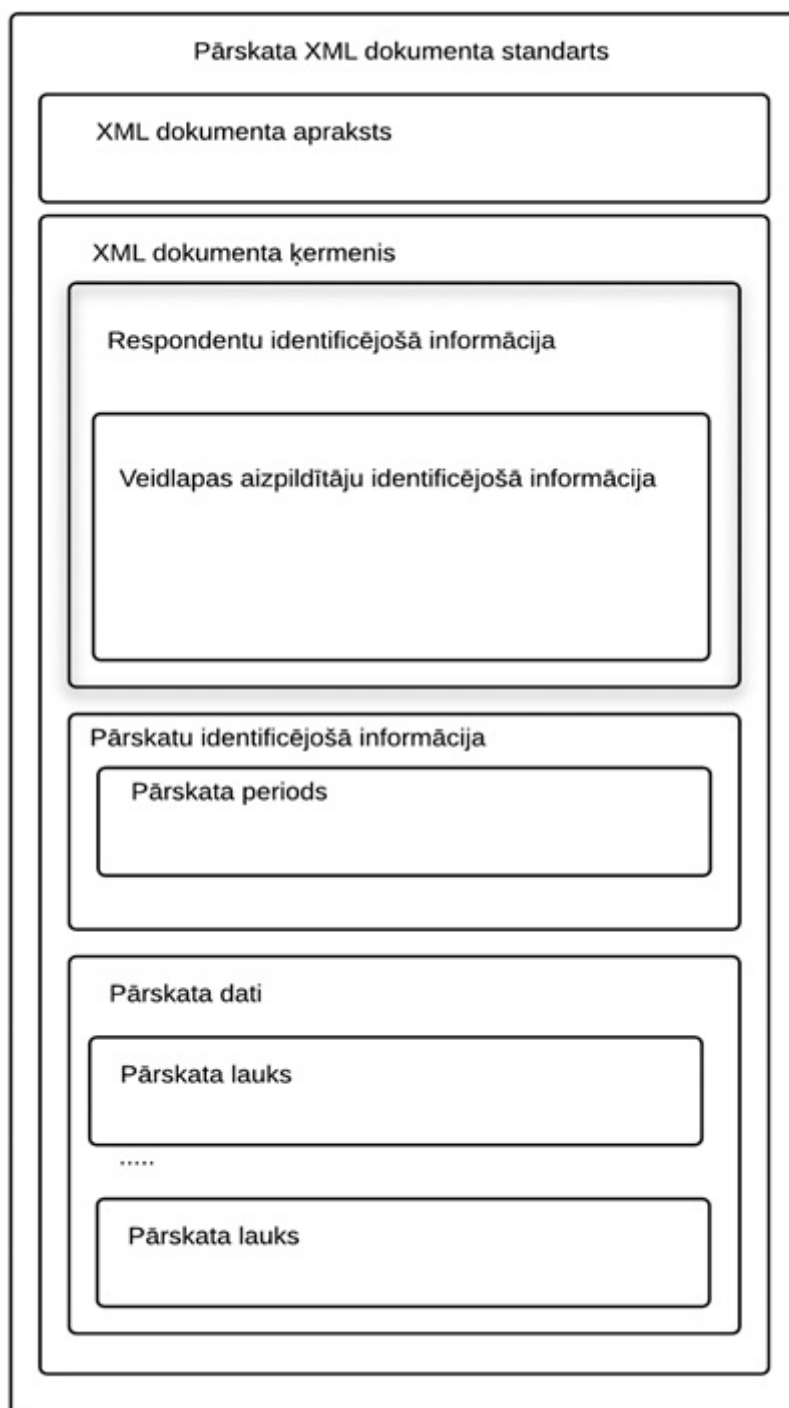 Pārskata XML dokumenta standarts
XML dokumenta apraksts
XML dokumenta ķermenis
Respondentu identificējošā informācija
Veidlapas aizpildītāju identificējošā informācija
Pārskatu identificējošā informācija
Pārskata periods
Pārskata dati
Pārskata lauks
.....
Pārskata lauks